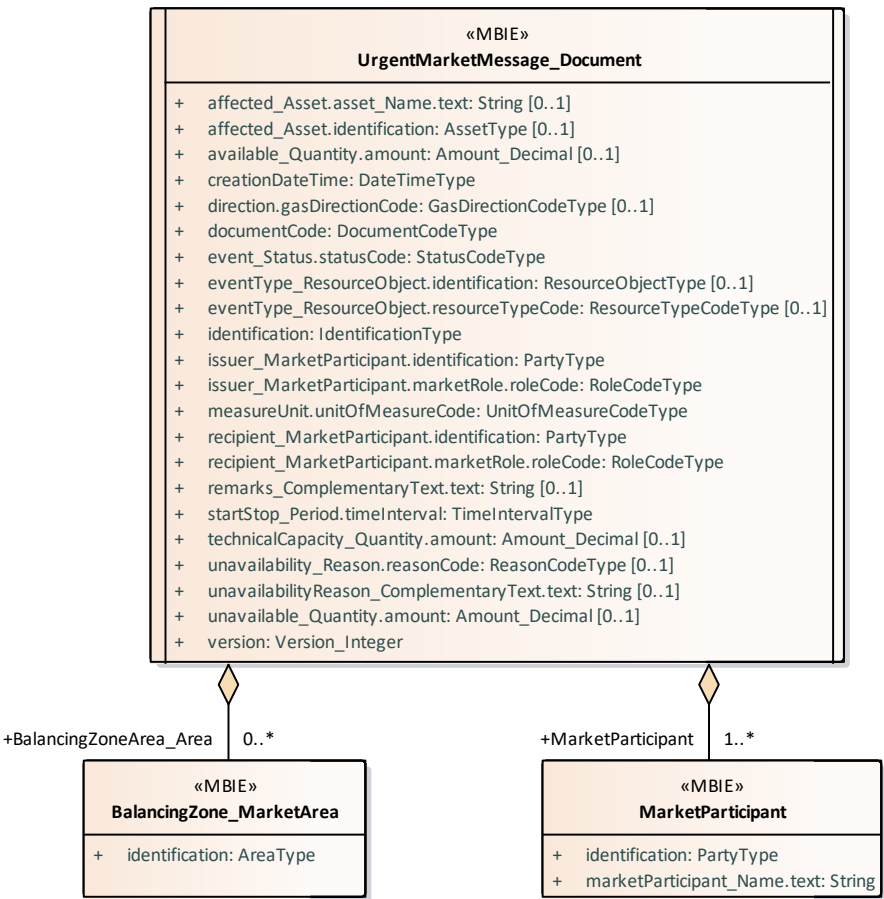 «MBIE»
UrgentMarketMessage_Document
+ affected_Asset.asset_Name.text: String [0..1]
+ affected_Asset.identification: AssetType [0..1]
+ available_Quantity.amount: Amount_Decimal [0..1]
+ creationDateTime: DateTimeType
+ direction.gasDirectionCode: GasDirectionCodeType [0..1]
+ documentCode: DocumentCodeType
+ event_Status.statusCode: StatusCodeType
+ eventType_ResourceObject.identification: ResourceObjectType [0..1]
+ eventType_ResourceObject.resourceTypeCode: ResourceTypeCodeType [0..1]
+ identification: IdentificationType
+ issuer_MarketParticipant.identification: PartyType
+ issuer_MarketParticipant.marketRole.roleCode: RoleCodeType
+ measureUnit.unitOfMeasureCode: UnitOfMeasureCodeType
+ recipient_MarketParticipant.identification: PartyType
+ recipient_MarketParticipant.marketRole.roleCode: RoleCodeType
+ remarks_ComplementaryText.text: String [0..1]
+ startStop_Period.timeInterval: TimeIntervalType
+ technicalCapacity_Quantity.amount: Amount_Decimal [0..1]
+ unavailability_Reason.reasonCode: ReasonCodeType [0..1]
+ unavailabilityReason_ComplementaryText.text: String [0..1]
+ unavailable_Quantity.amount: Amount_Decimal [0..1]
+ version: Version_Integer
+BalancingZoneArea_Area 0..*
+MarketParticipant 1..*
«MBIE»
BalancingZone_MarketArea
+ identification: AreaType
«MBIE»
MarketParticipant
+ identification: PartyType
+ marketParticipant_Name.text: String